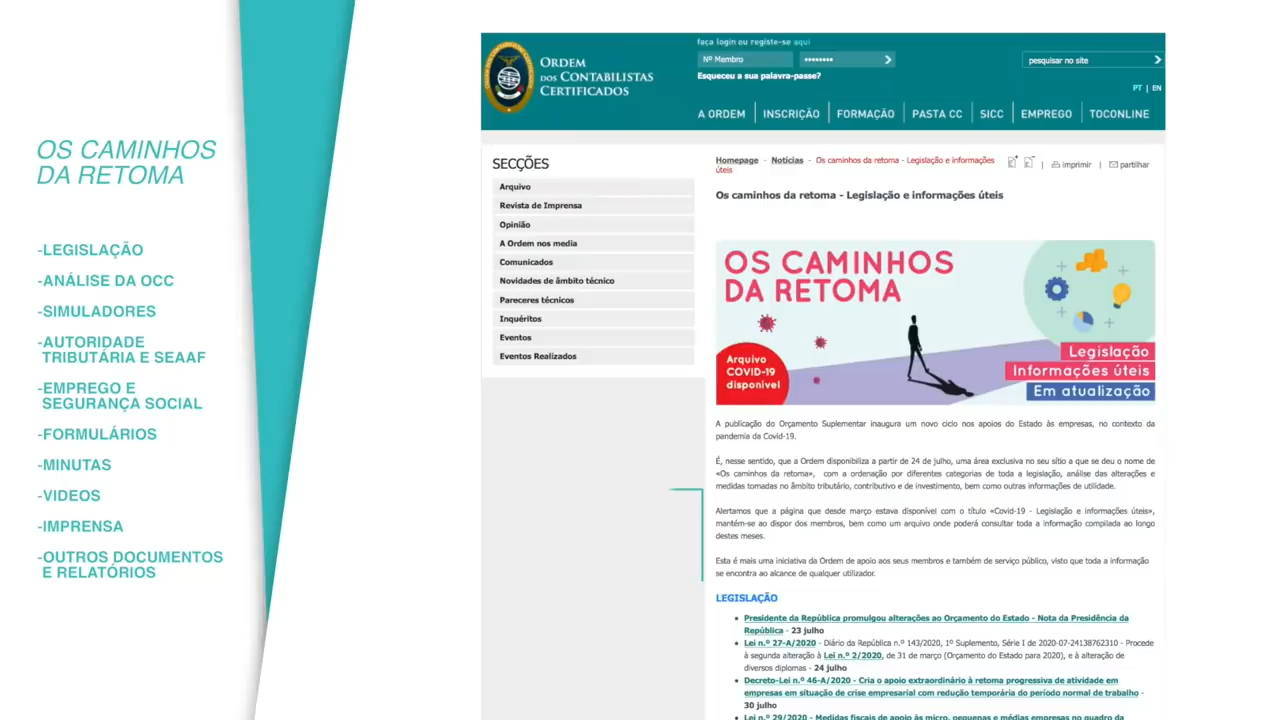 OS CAMINHOS
DA RETOMA
-LEGISLAÇÃO
-ANÁLISE DA OCC
-SIMULADORES
-AUTORIDADE
TRIBUTÁRIA E SEAAF
-EMPREGO E
SEGURANÇA SOCIAL
-FORMULÁRIOS
-MINUTAS
-VIDEOS
-IMPRENSA
-OUTROS DOCUMENTOS
E RELATÓRIOS
ORDEM
DOS CONTABILISTAS
CERTIFICADOS
faça login ou registe-se aqui
Nº Membro
••••••••
Esqueceu a sua palavra-passe?
pesquisar no site
PT | EN
A ORDEM | INSCRIÇÃO | FORMAÇÃO | PASTA CC | SICC | EMPREGO | TOCONLINE
SECÇÕES
Arquivo
Revista de Imprensa
Opinião
A Ordem nos media
Comunicados
Novidades de âmbito técnico
Pareceres técnicos
Inquéritos
Eventos
Eventos Realizados
Homepage - Notícias - Os caminhos da retoma - Legislação e informações
úteis
| imprimir | partilhar
Os caminhos da retoma - Legislação e informações úteis
OS CAMINHOS
DA RETOMA
Arquivo
COVID-19
disponível
Legislação
Informações úteis
Em atualização
A publicação do Orçamento Suplementar inaugura um novo ciclo nos apoios do Estado às empresas, no contexto da
pandemia da Covid-19.
É, nesse sentido, que a Ordem disponibiliza a partir de 24 de julho, uma área exclusiva no seu sítio a que se deu o nome de
«Os caminhos da retoma», com a ordenação por diferentes categorias de toda a legislação, análise das alterações e
medidas tomadas no âmbito tributário, contributivo e de investimento, bem como outras informações de utilidade.
Alertamos que a página que desde março estava disponível com o título «Covid-19 - Legislação e informações úteis»,
mantém-se ao dispor dos membros, bem como um arquivo onde poderá consultar toda a informação compilada ao longo
destes meses.
Esta é mais uma iniciativa da Ordem de apoio aos seus membros e também de serviço público, visto que toda a informação
se encontra ao alcance de qualquer utilizador.
LEGISLAÇÃO
• Presidente da República promulgou alterações ao Orçamento do Estado - Nota da Presidência da
República - 23 julho
• Lei n.º 27-A/2020 - Diário da República n.º 143/2020, 1º Suplemento, Série I de 2020-07-24138762310 - Procede
à segunda alteração à Lei n.º 2/2020, de 31 de março (Orçamento do Estado para 2020), e à alteração de
diversos diplomas - 24 julho
• Decreto-Lei n.º 46-A/2020 - Cria o apoio extraordinário à retoma progressiva de atividade em
empresas em situação de crise empresarial com redução temporária do período normal de trabalho -
30 julho
• Lei n.º 29/2020 - Medidas fiscais de apoio às micro, pequenas e médias empresas no quadro da